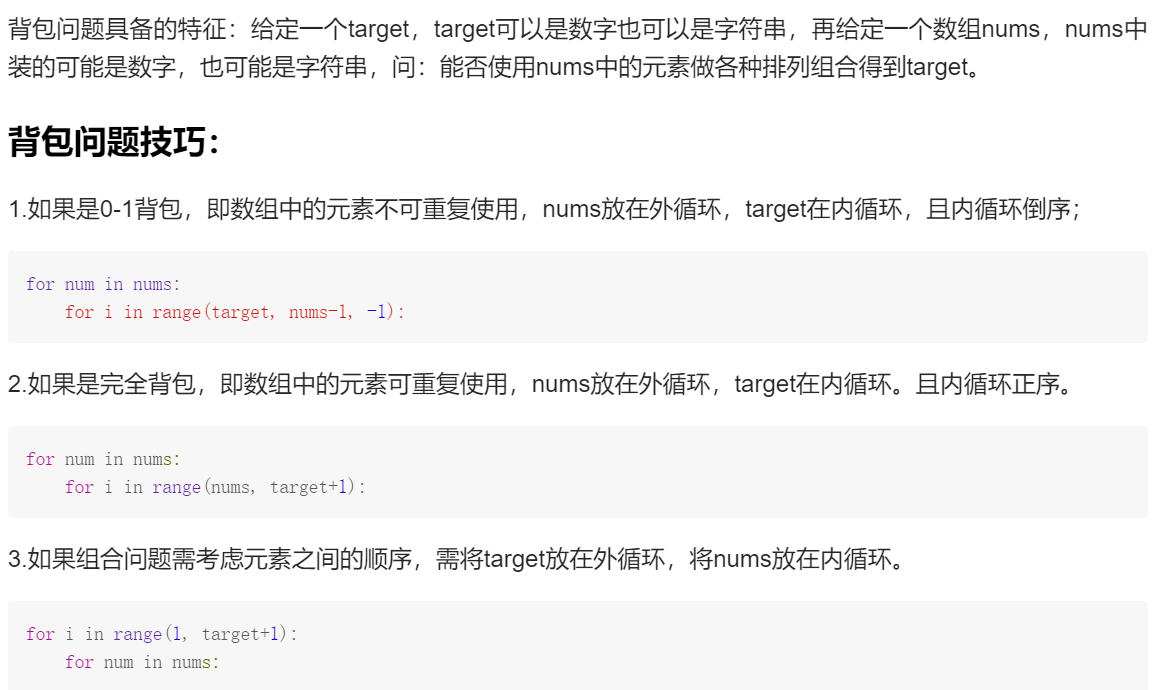 背包问题具备的特征：给定一个target，target可以是数字也可以是字符串，再给定一个数组nums，nums中
装的可能是数字，也可能是字符串，问：能否使用nums中的元素做各种排列组合得到target。
背包问题技巧：
1.如果是0-1背包，即数组中的元素不可重复使用，nums放在外循环，target在内循环，且内循环倒序；
for num in nums:
    for i in range(target, nums-1, -1):
2.如果是完全背包，即数组中的元素可重复使用，nums放在外循环，target在内循环。且内循环正序。
for num in nums:
    for i in range(nums, target+1):
3.如果组合问题需考虑元素之间的顺序，需将target放在外循环，将nums放在内循环。
for i in range(1, target+1):
    for num in nums: